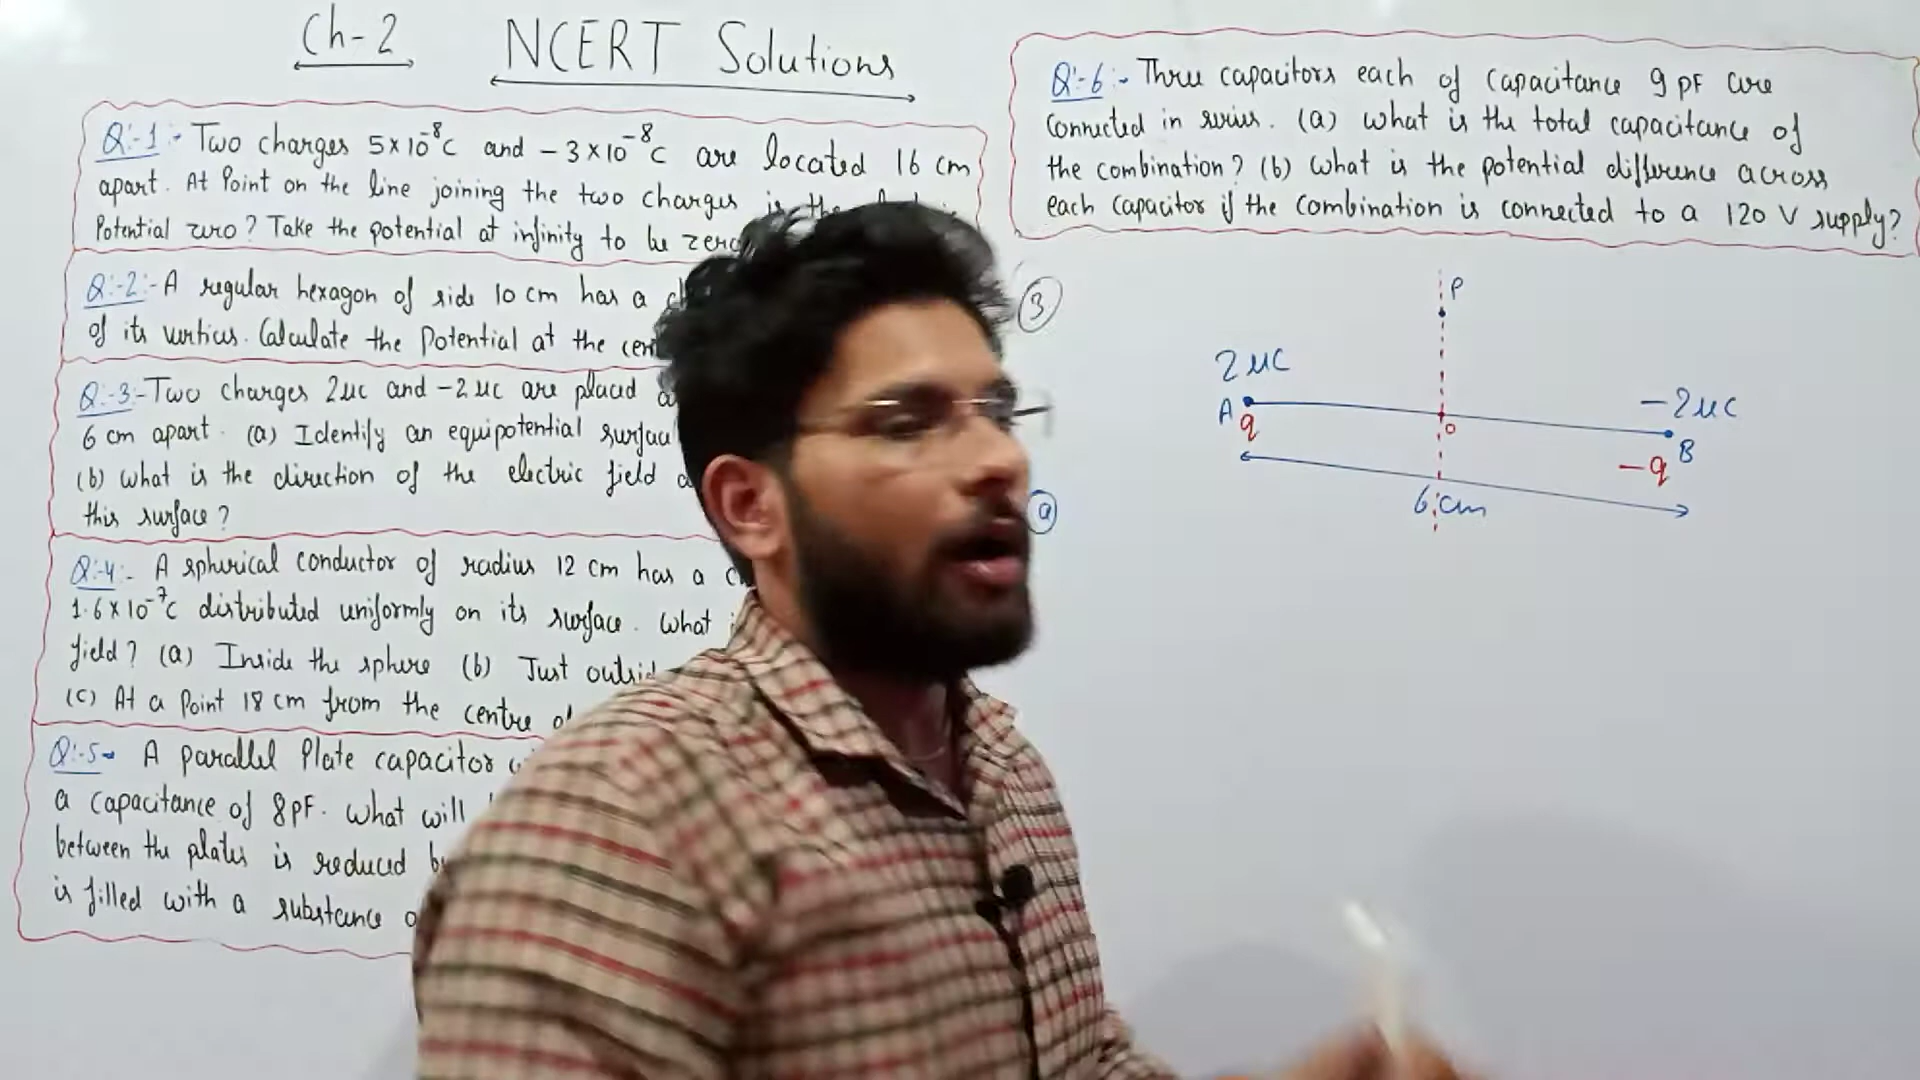 Ch-2 NCERT Solutions
Q:-1:- Two charges 5×10⁻⁸C and -3×10⁻⁸C are located 16 cm
apart. At Point on the line joining the two charges is the
Potential zero? Take the potential at infinity to be zero
Q:-2:- A regular hexagon of side 10 cm has a
of its vertices. Calculate the Potential at the
Q:-3:- Two charges 2μc and -2μc are placed
6 cm apart. (a) Identify an equipotential
(b) what is the direction of the electric field
this surface?
Q:-4:- A spherical conductor of radius 12 cm has a
1.6×10⁻⁷C distributed uniformly on its surface. What
field? (a) Inside the sphere (b) Just
(c) At a Point 18 cm from the centre
Q:-5- A parallel Plate capacitor
a capacitance of 8pF. what will
between the plates is reduced
is filled with a substance
Q:-6:- Three capacitors each of capacitance 9 pF are
connected in series. (a) what is the total capacitance of
the combination? (b) What is the potential difference across
each capacitor if the combination is connected to a 120 V supply?
3
P
2 μC
-2μC
A
q
o
B
-q
6 cm
a